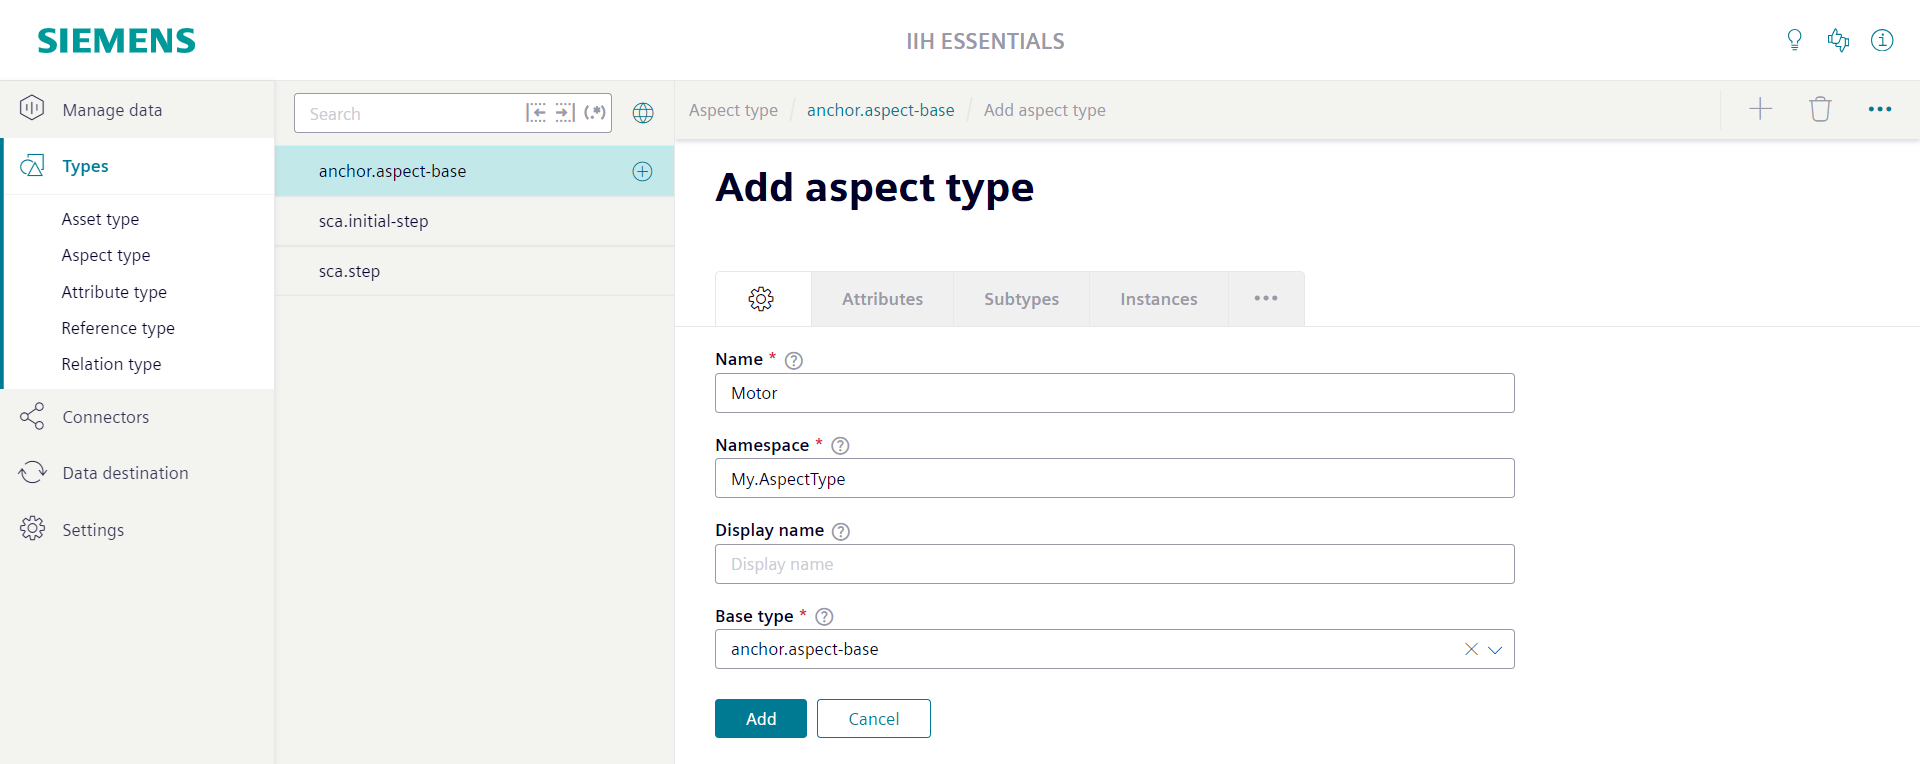 SIEMENS
IIH ESSENTIALS
Manage data
Types
Asset type
Aspect type
Attribute type
Reference type
Relation type
Connectors
Data destination
Settings
Search
(.*)
anchor.aspect-base
sca.initial-step
sca.step
Aspect type / anchor.aspect-base / Add aspect type
Add aspect type
Attributes Subtypes Instances
Name * ?
Motor
Namespace * ?
My.AspectType
Display name ?
Display name
Base type * ?
anchor.aspect-base
Add Cancel